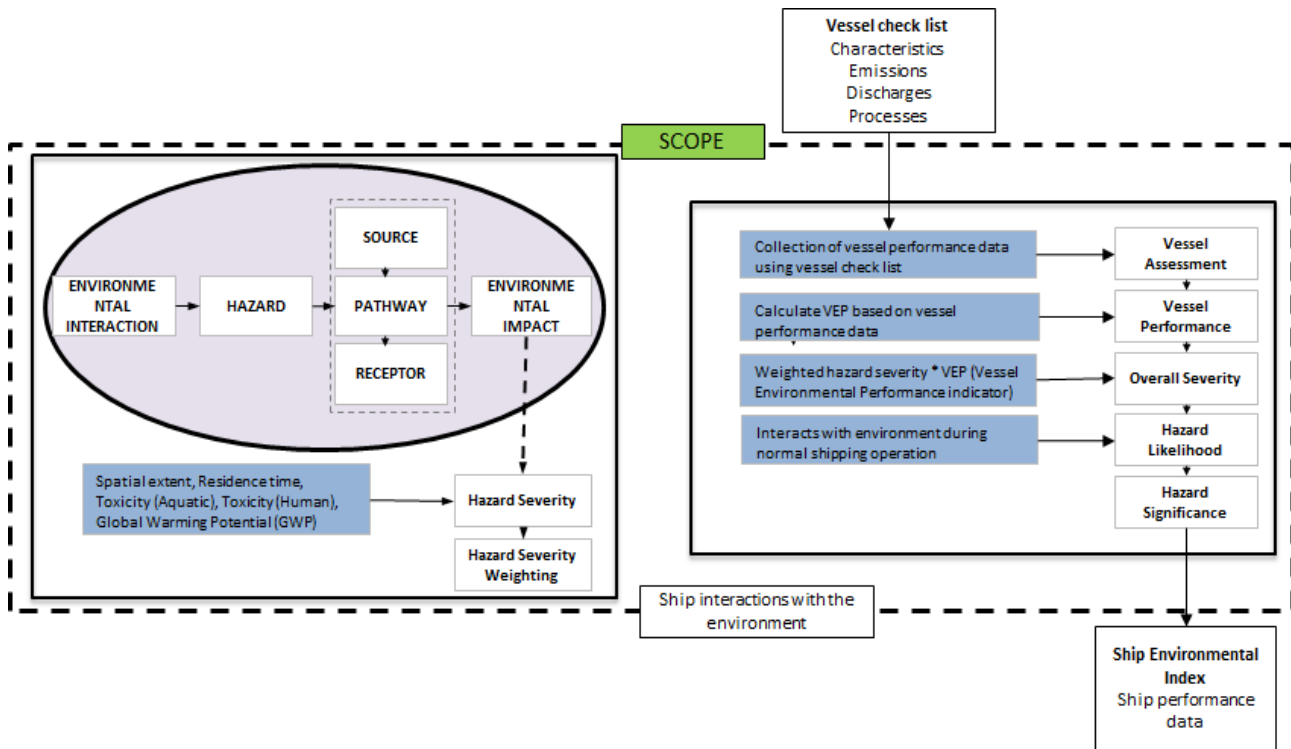 Vessel check list
Characteristics
Emissions
Discharges
Processes
SCOPE
SOURCE
ENVIRONME
NTAL
INTERACTION
HAZARD
PATHWAY
ENVIRONME
NTAL
IMPACT
RECEPTOR
Spatial extent, Residence time,
Toxicity (Aquatic), Toxicity (Human),
Global Warming Potential (GWP)
Hazard Severity
Hazard Severity
Weighting
Collection of vessel performance data
using vessel check list
Vessel
Assessment
Calculate VEP based on vessel
performance data
Vessel
Performance
Weighted hazard severity * VEP (Vessel
Environmental Performance indicator)
Overall Severity
Interacts with environment during
normal shipping operation
Hazard
Likelihood
Hazard
Significance
Ship interactions with the
environment
Ship Environmental
Index
Ship performance
data